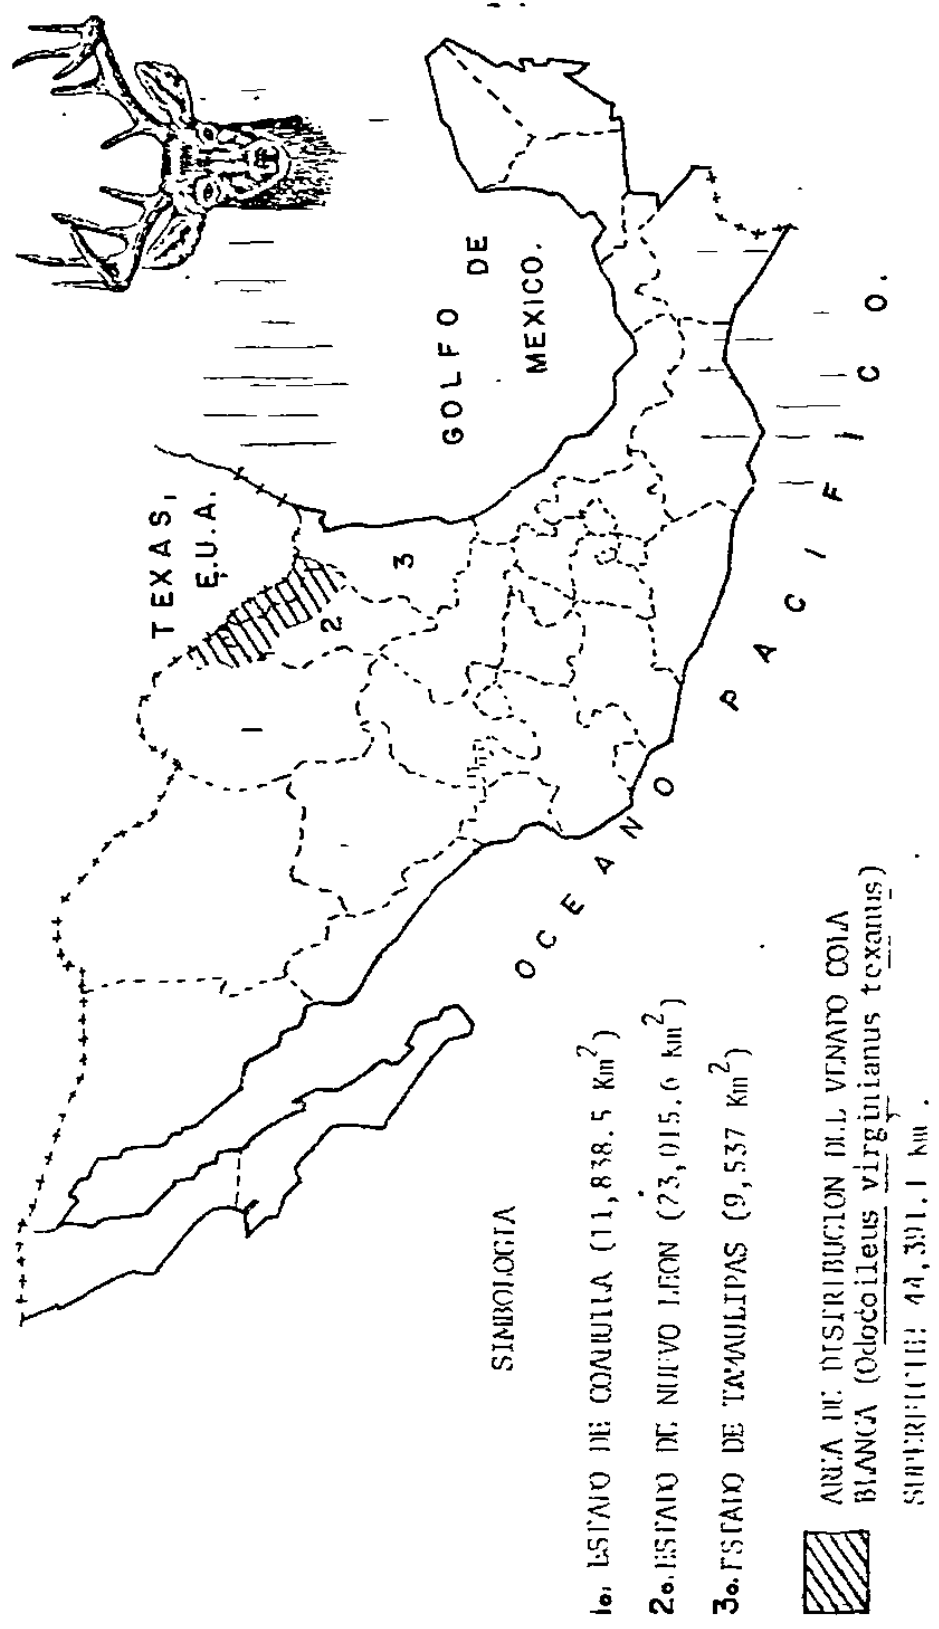 TEXAS,
E.U.A.
GOLFO
DE
MEXICO.
1
2
3
OCEANO PACIFICO.
SIMBOLOGIA
1o. ESTADO DE COAHUILA (11,838.5 Km²)
2o. ESTADO DE NUEVO LEON (23,015.6 Km²)
3o. ESTADO DE TAMAULIPAS (9,537 Km²)
AREA DE DISTRIBUCION DEL VENADO COLA
BLANCA (Odocoileus virginianus texanus)
SUPERFICIE 44,391.1 km.